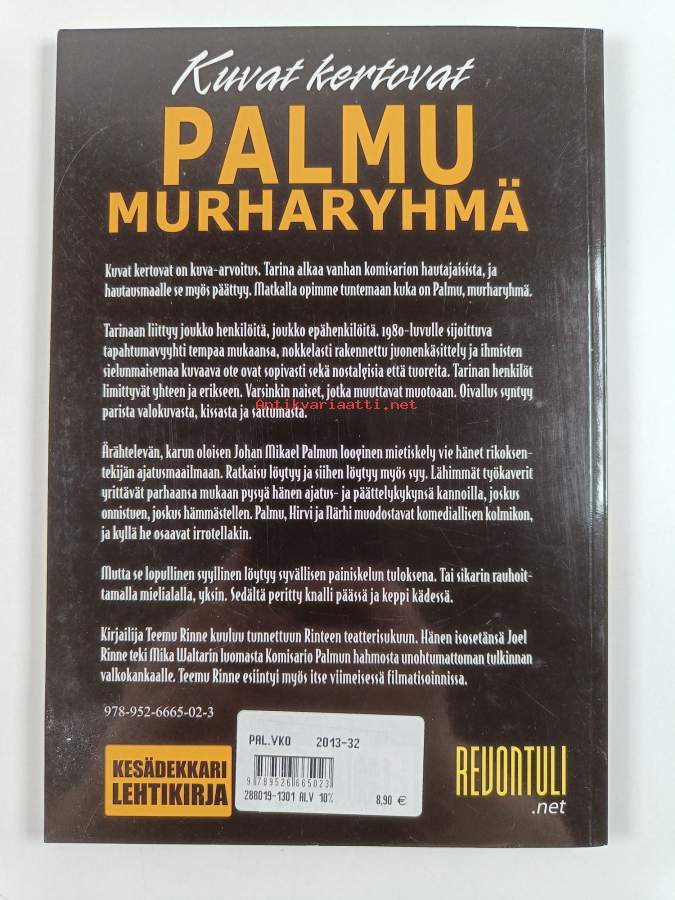 Kuvat kertovat
PALMU
MURHARYHMÄ
Kuvat kertovat on kuva-arvoitus. Tarina alkaa vanhan komisarion hautajaisista, ja
hautausmaalle se myös päättyy. Matkalla opimme tuntemaan kuka on Palmu, murharyhmä.
Tarinaan liittyy joukko henkilöitä, joukko epähenkilöitä. 1980-luvulle sijoittuva
tapahtumavyyhti tempaa mukaansa, nokkelasti rakennettu juonenkäsittely ja ihmisten
sielunmaisemaa kuvaava ote ovat sopivasti sekä nostalgisia että tuoreita. Tarinan henkilöt
limittyvät yhteen ja erikseen. Varsinkin naiset, jotka muuttavat muotoaan. Oivallus syntyy
Antikvariaatti.net
parista valokuvasta, kissasta ja sattumasta.
Ärähtelevän, karun oloisen Johan Mikael Palmun looginen mietiskely vie hänet rikoksen-
tekijän ajatusmaailmaan. Ratkaisu löytyy ja siihen löytyy myös syy. Lähimmät työkaverit
yrittävät parhaansa mukaan pysyä hänen ajatus- ja päättelykykynsä kannoilla, joskus
onnistuen, joskus hämmästellen. Palmu, Hirvi ja Närhi muodostavat komediallisen kolmikon,
ja kyllä he osaavat irrotellakin.
Mutta se lopullinen syyllinen löytyy syvällisen painiskelun tuloksena. Tai sikarin rauhoit-
tamalla mielialalla, yksin. Sedältä peritty knalli päässä ja keppi kädessä.
Kirjailija Teemu Rinne kuuluu tunnettuun Rinteen teatterisukuun. Hänen isosetänsä Joel
Rinne teki Mika Waltarin luomasta Komisario Palmun hahmosta unohtumattoman tulkinnan
valkokankaalle. Teemu Rinne esiintyi myös itse viimeisessä filmatisoinnissa.
978-952-6665-02-3
PAL.VKO 2013-32
9 789526 665023
288019-1301 ALV 10% 8,90 €
KESÄDEKKARI
LEHTIKIRJA
REVONTULI
.net